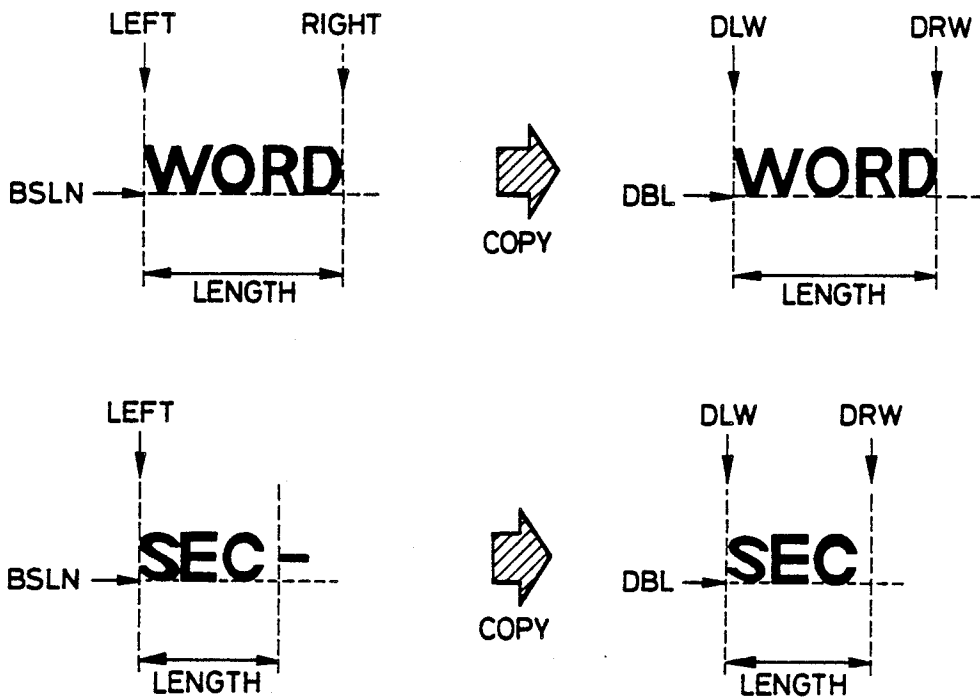 LEFT RIGHT DLW DRW
BSLN WORD DBL WORD
COPY
LENGTH LENGTH
LEFT DLW DRW
BSLN SEC- DBL SEC
COPY
LENGTH LENGTH